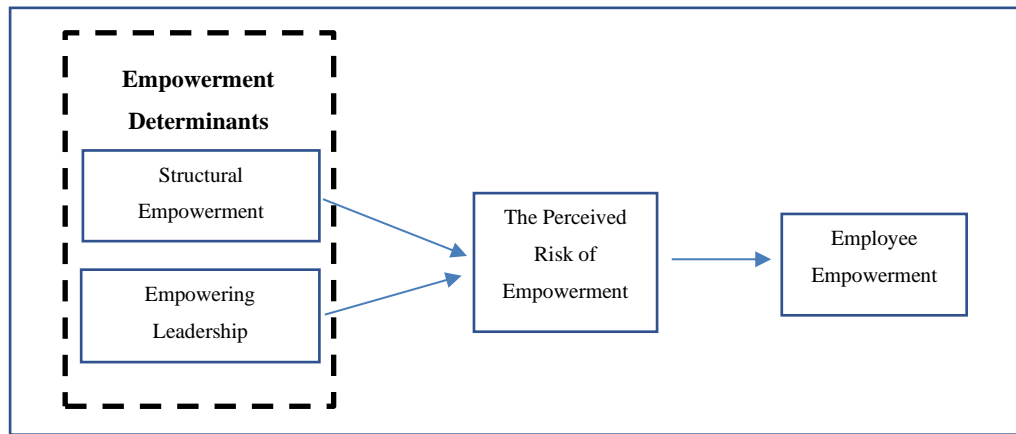 Empowerment
Determinants
Structural
Empowerment
Empowering
Leadership
The Perceived
Risk of
Empowerment
Employee
Empowerment